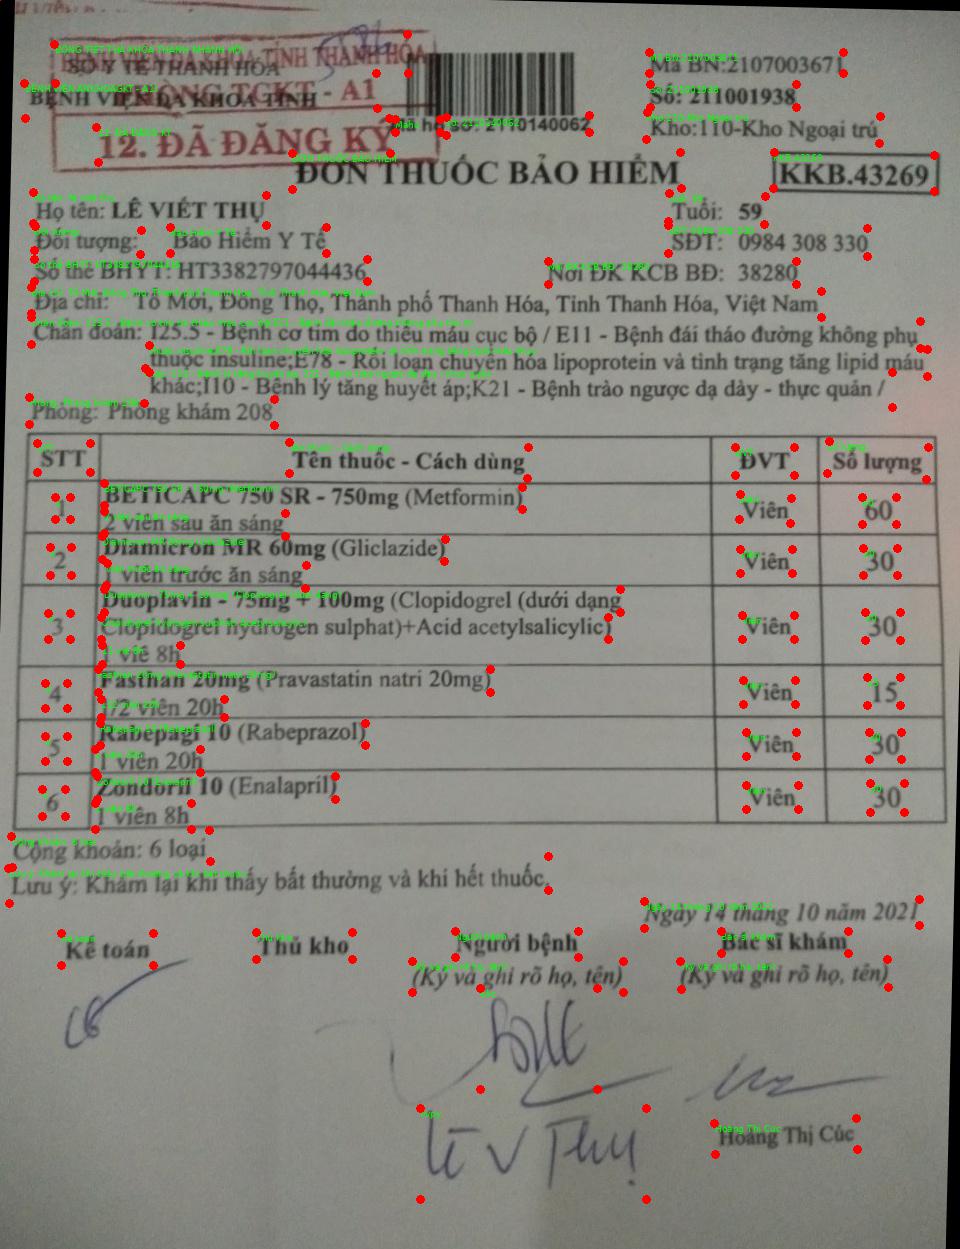 BỆNH VIỆN ĐA KHOA TỈNH THANH HÓA
SỞ Y TẾ THANH HÓA
PHÒNG TCKT - A1
BỆNH VIỆN ĐA KHOA TỈNH
12. ĐÃ ĐĂNG KÝ
2110140062
Mã BN:2107003671
Số: 211001938
Kho:110-Kho Ngoại trú
ĐƠN THUỐC BẢO HIỂM
KKB.43269
Họ tên: LÊ VIẾT THỤ
Tuổi: 59
Đối tượng: Bảo Hiểm Y Tế
SĐT: 0984 308 330
Số thẻ BHYT: HT3382797044436
Nơi ĐK KCB BĐ: 38280
Địa chỉ: Tổ Mới, Đông Thọ, Thành phố Thanh Hóa, Tỉnh Thanh Hóa, Việt Nam
Chẩn đoán: I25.5 - Bệnh cơ tim do thiếu máu cục bộ / E11 - Bệnh đái tháo đường không phụ
thuộc insuline;E78 - Rối loạn chuyển hóa lipoprotein và tình trạng tăng lipid máu
khác;I10 - Bệnh lý tăng huyết áp;K21 - Bệnh trào ngược dạ dày - thực quản /
Phòng: Phòng khám 208
STT Tên thuốc - Cách dùng ĐVT Số lượng
1 BETICAPC 750 SR - 750mg (Metformin) Viên 60
2 viên sau ăn sáng
2 Diamicron MR 60mg (Gliclazide) Viên 30
1 viên trước ăn sáng
3 Duoplavin - 75mg + 100mg (Clopidogrel (dưới dạng
Clopidogrel hydrogen sulphat)+Acid acetylsalicylic) Viên 30
1 viê 8h
4 Fasthan 20mg (Pravastatin natri 20mg) Viên 15
1/2 viên 20h
5 Rabepagi 10 (Rabeprazol) Viên 30
1 viên 20h
6 Zondoril 10 (Enalapril) Viên 30
1 viên 8h
Cộng khoản: 6 loại
Lưu ý: Khám lại khi thấy bất thường và khi hết thuốc.
Ngày 14 tháng 10 năm 2021
Kế toán Thủ kho Người bệnh Bác sĩ khám
(Ký và ghi rõ họ, tên) (Ký và ghi rõ họ, tên)
Lê V Thụ
Hoàng Thị Cúc